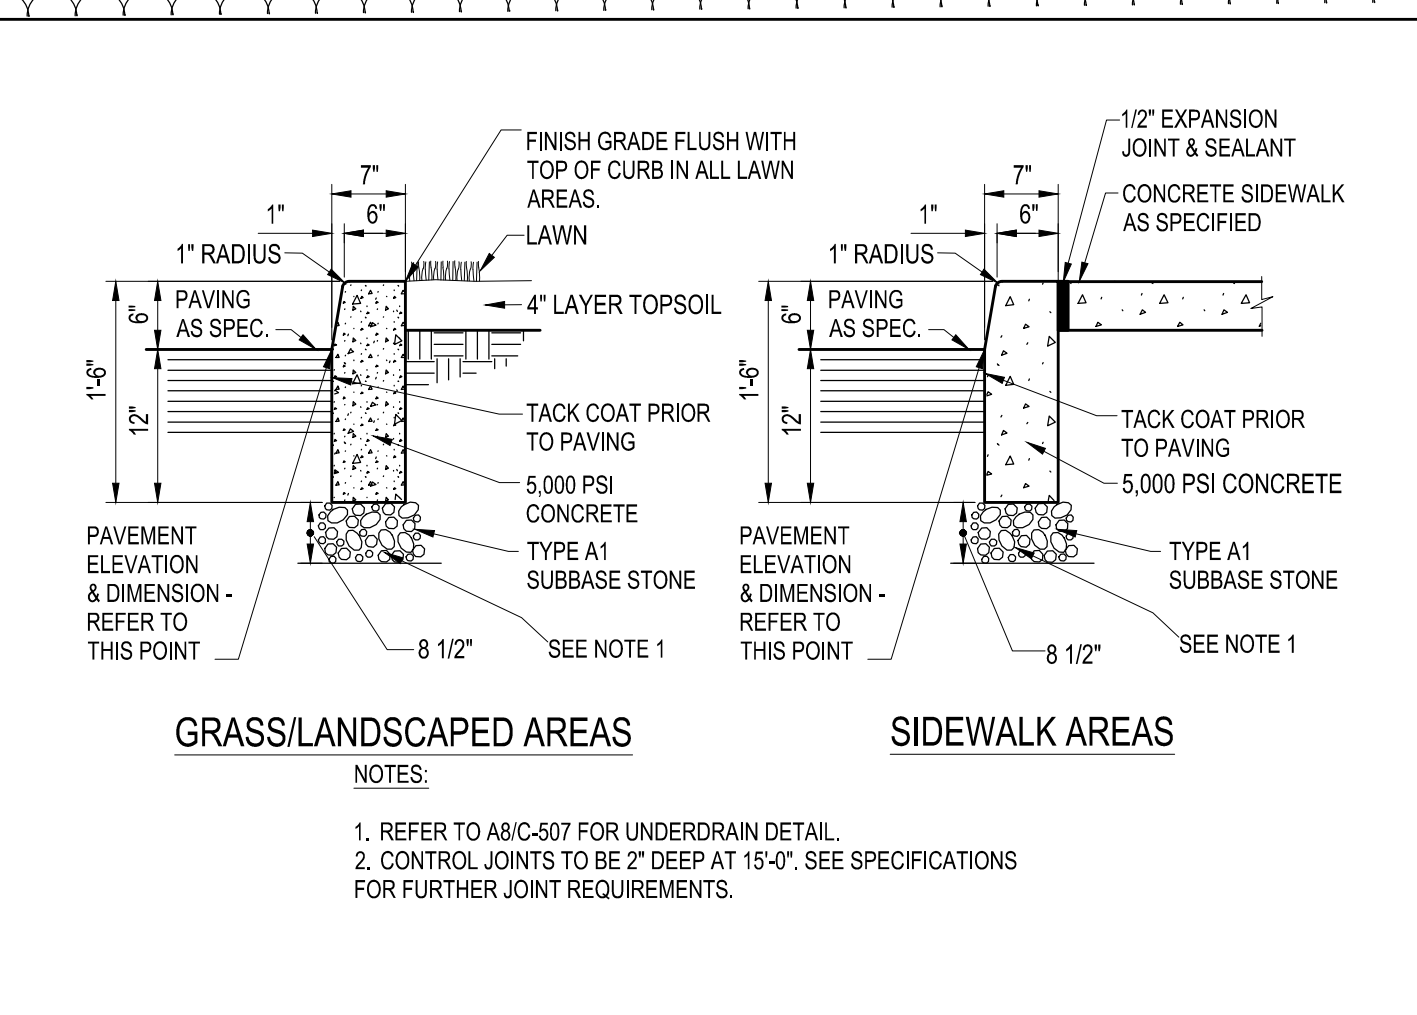 FINISH GRADE FLUSH WITH
TOP OF CURB IN ALL LAWN
AREAS.
7"
1"
6"
LAWN
1" RADIUS
PAVING
AS SPEC.
4" LAYER TOPSOIL
6"
1'-6"
12"
TACK COAT PRIOR
TO PAVING
5,000 PSI
CONCRETE
PAVEMENT
ELEVATION
& DIMENSION -
REFER TO
THIS POINT
TYPE A1
SUBBASE STONE
8 1/2"
SEE NOTE 1
GRASS/LANDSCAPED AREAS
1/2" EXPANSION
JOINT & SEALANT
7"
CONCRETE SIDEWALK
AS SPECIFIED
1"
6"
1" RADIUS
PAVING
AS SPEC.
6"
1'-6"
12"
TACK COAT PRIOR
TO PAVING
5,000 PSI CONCRETE
PAVEMENT
ELEVATION
& DIMENSION -
REFER TO
THIS POINT
TYPE A1
SUBBASE STONE
8 1/2"
SEE NOTE 1
SIDEWALK AREAS
NOTES:
1. REFER TO A8/C-507 FOR UNDERDRAIN DETAIL.
2. CONTROL JOINTS TO BE 2" DEEP AT 15'-0". SEE SPECIFICATIONS
FOR FURTHER JOINT REQUIREMENTS.